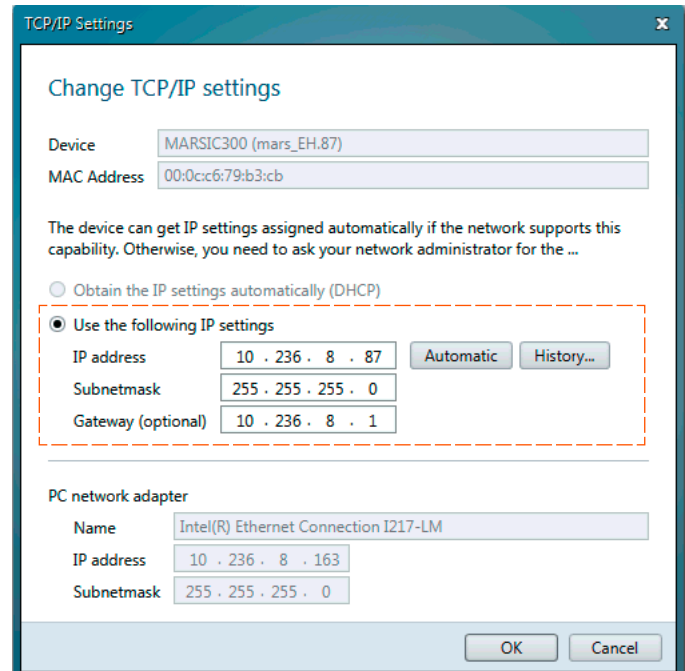 TCP/IP Settings x
Change TCP/IP settings
Device MARSIC300 (mars_EH.87)
MAC Address 00:0c:c6:79:b3:cb
The device can get IP settings assigned automatically if the network supports this
capability. Otherwise, you need to ask your network administrator for the ...
Obtain the IP settings automatically (DHCP)
Use the following IP settings
IP address 10 . 236 . 8 . 87 Automatic History...
Subnetmask 255 . 255 . 255 . 0
Gateway (optional) 10 . 236 . 8 . 1
PC network adapter
Name Intel(R) Ethernet Connection I217-LM
IP address 10 . 236 . 8 . 163
Subnetmask 255 . 255 . 255 . 0
OK Cancel